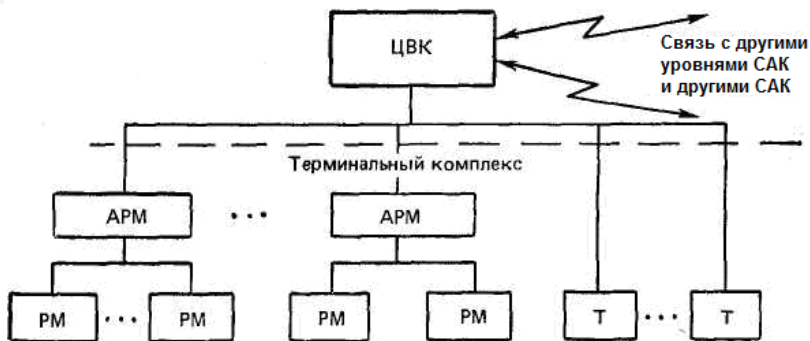 ЦВК
Связь с другими
уровнями САК
и другими САК
Терминальный комплекс
АРМ
• • •
АРМ
РМ
• • •
РМ
РМ
РМ
Т
• • •
Т